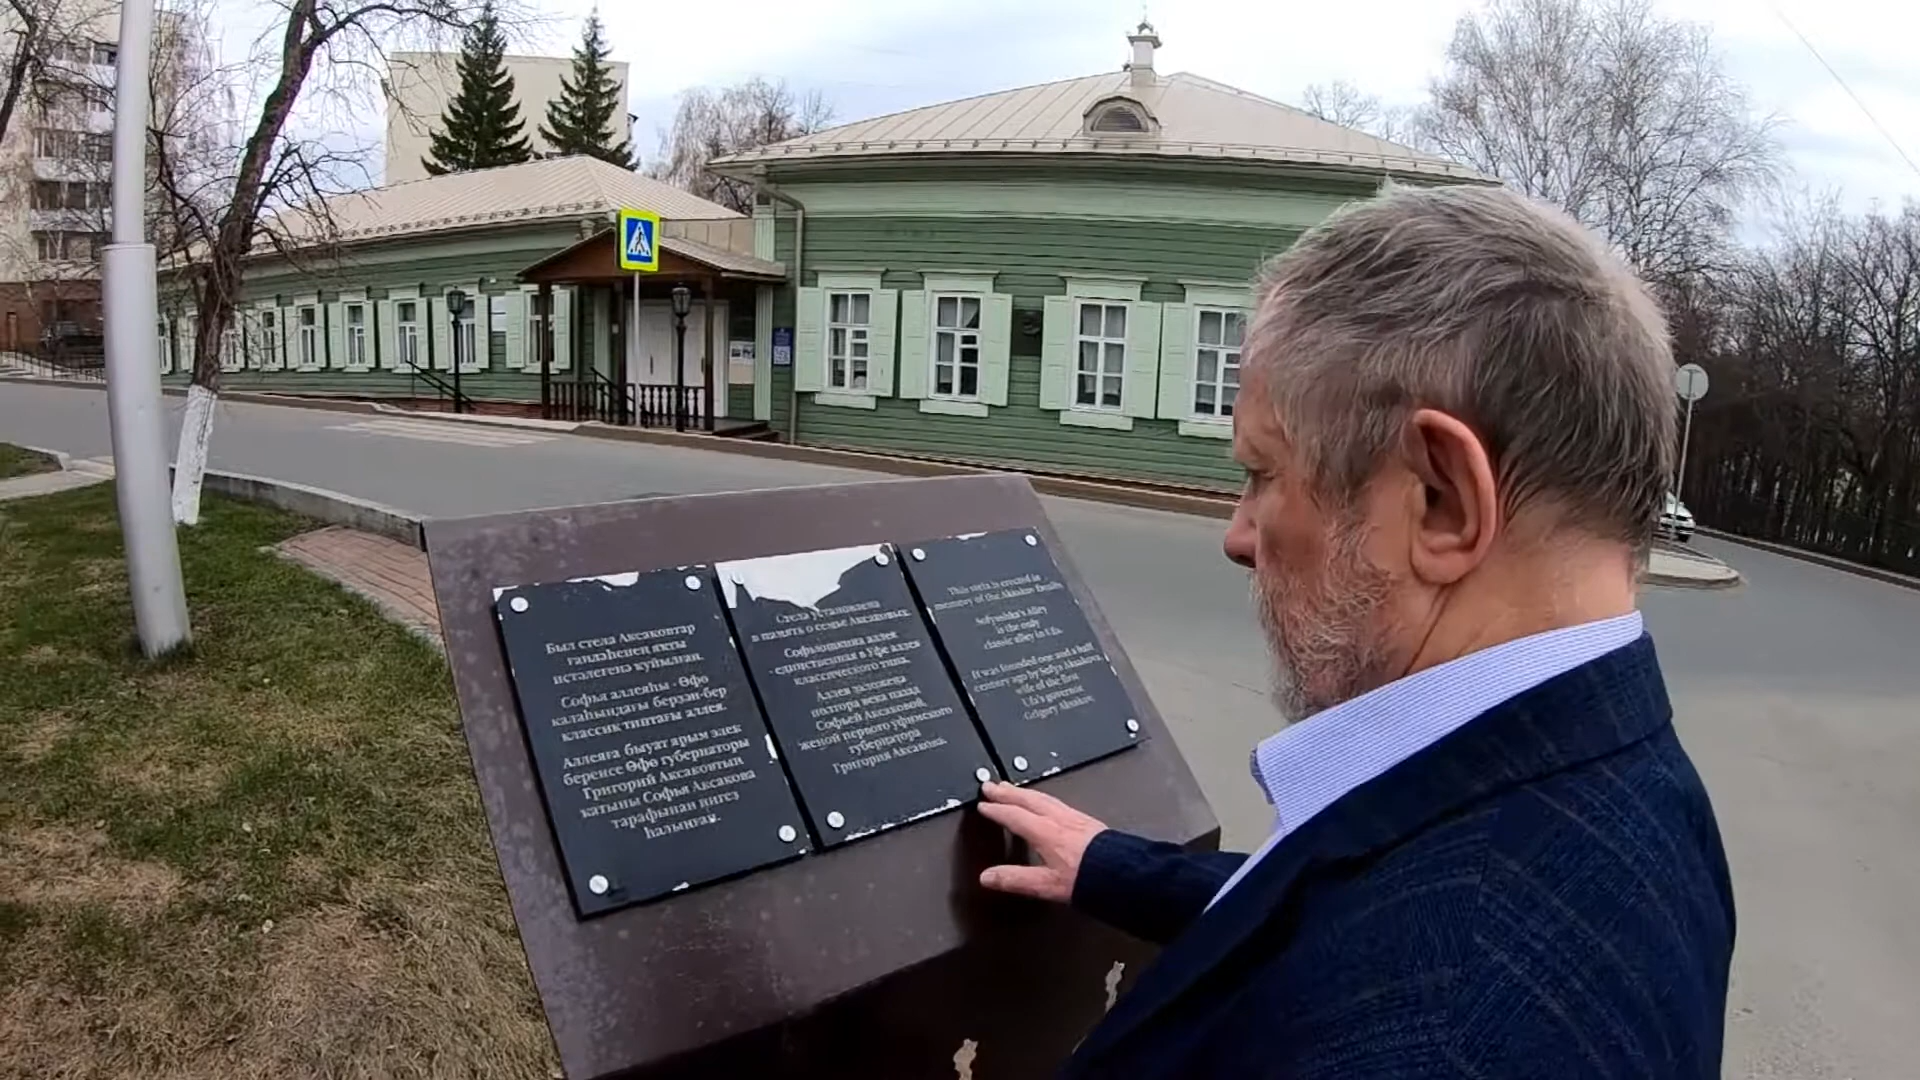 Был стела Аксаковтар
ғаиләһенең яҡты
иҫтәлегенә ҡуйылған.
Софья аллеяһы - Өфө
ҡалаһындағы берҙән-бер
классик типтағы аллея.
Аллеяға быуат ярым элек
беренсе Өфө губернаторы
Григорий Аксаковтың
ҡатыны Софья Аксакова
тарафынан нигеҙ
һалынған.
Стела установлена
в память о семье Аксаковых.
Софьюшкина аллея
- единственная в Уфе аллея
классического типа.
Аллея заложена
полтора века назад
Софьей Аксаковой,
женой первого уфимского
губернатора
Григория Аксакова.
This stela is erected in
memory of the Aksakov family.
Sofyushka's Alley
is the only
classic alley in Ufa.
It was founded one and a half
century ago by Sofya Aksakova,
wife of the first
Ufa's governor
Grigory Aksakov.